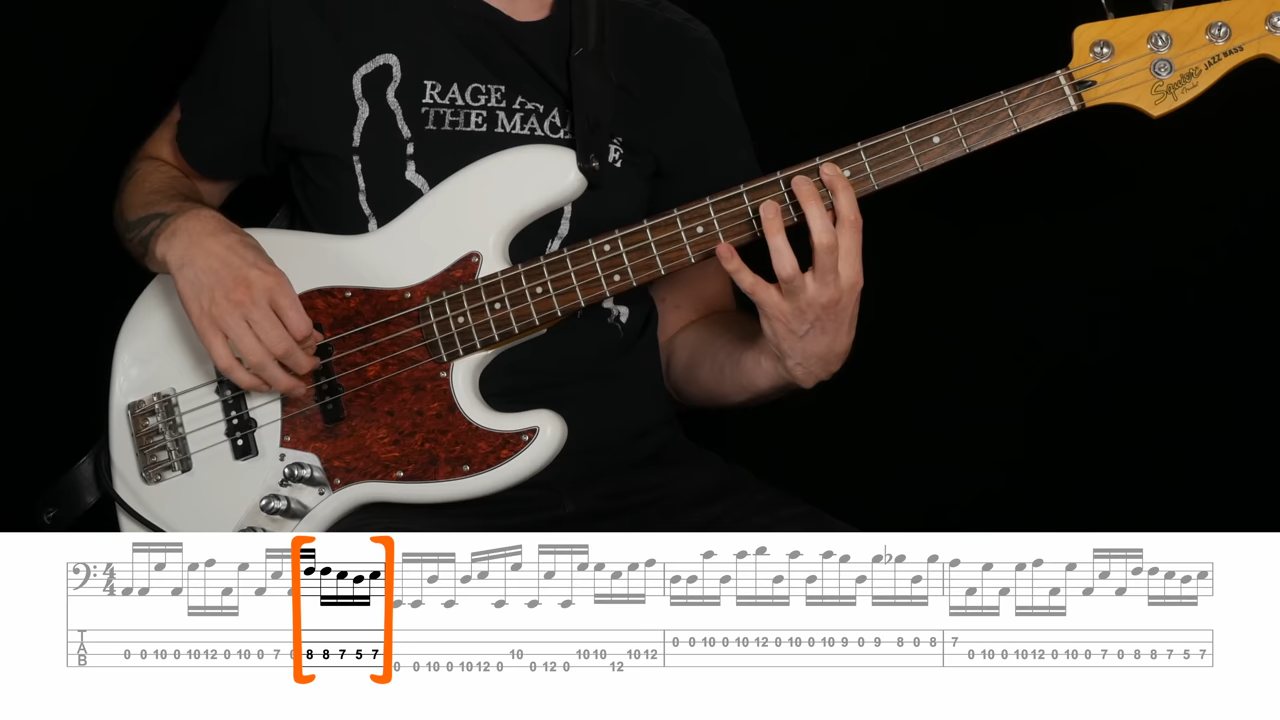 RAGE
THE MAC
E
Squier
JAZZ BASS
4
4
T
A
B
0 0 10 0 10 12 0 10 0 10 9 0 9 8 0 8 7
0 0 10 0 10 12 0 10 0 7 0 8 8 7 5 7 10 10 10 10 12 0 10 0 10 12 0 10 0 7 0 8 8 7 5 7
0 0 10 0 10 12 0 0 12 0 12